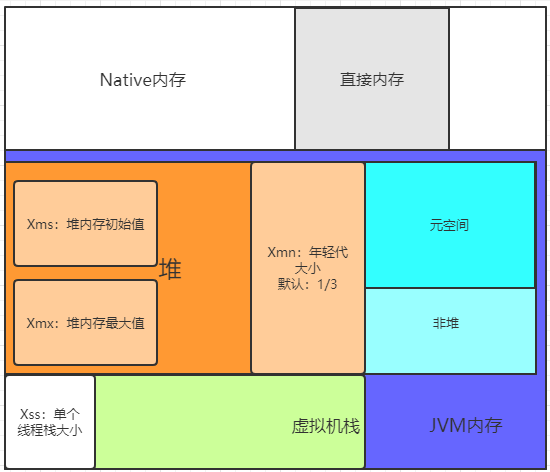 Native内存
直接内存
Xms：堆内存初始值
堆
Xmx：堆内存最大值
Xmn：年轻代
大小
默认：1/3
元空间
非堆
Xss：单个
线程栈大小
虚拟机栈
JVM内存